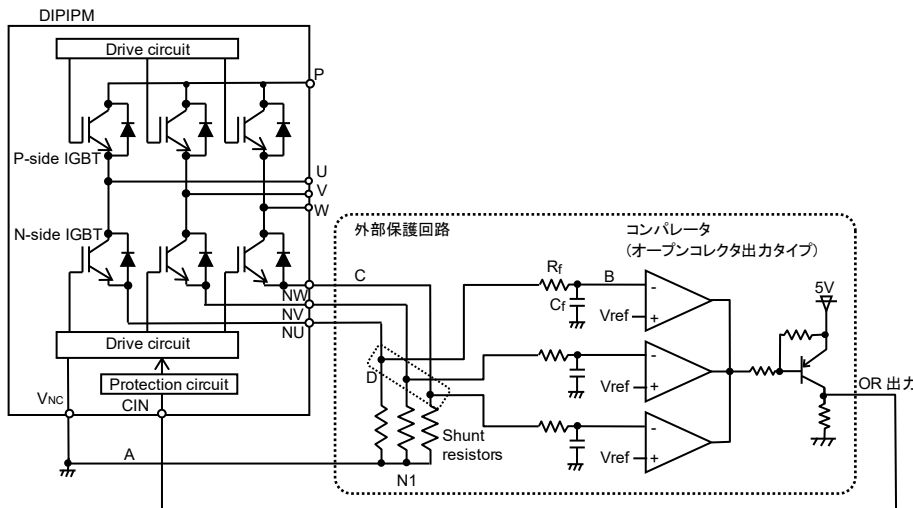 DIPIPM
Drive circuit
P
P-side IGBT
U
V
W
N-side IGBT
NW
NV
NU
Drive circuit
Protection circuit
VNC
CIN
A
外部保護回路
コンパレータ
(オープンコレクタ出力タイプ)
C
Rf
B
Cf
-
Vref
+
5V
-
Vref
+
D
OR 出力
-
Vref
+
Shunt
resistors
N1